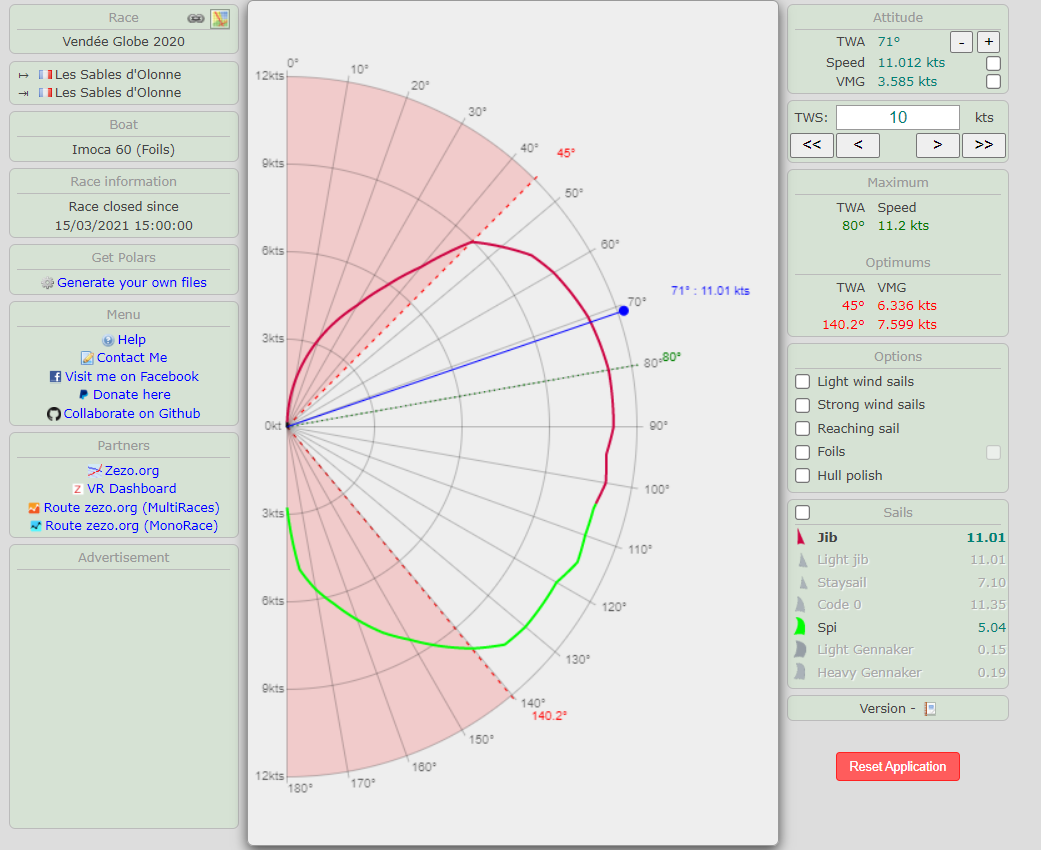 Race
Vendée Globe 2020
Les Sables d'Olonne
Les Sables d'Olonne
Boat
Imoca 60 (Foils)
Race information
Race closed since
15/03/2021 15:00:00
Get Polars
Generate your own files
Menu
Help
Contact Me
Visit me on Facebook
Donate here
Collaborate on Github
Partners
Zezo.org
VR Dashboard
Route zezo.org (MultiRaces)
Route zezo.org (MonoRace)
Advertisement
0°
12kts
10°
20°
30°
40°
45°
9kts
50°
60°
6kts
71° : 11.01 kts
70°
3kts
80°
80°
0kt
90°
100°
3kts
110°
6kts
120°
130°
9kts
140°
140.2°
150°
160°
12kts
170°
180°
Attitude
TWA 71° - +
Speed 11.012 kts
VMG 3.585 kts
TWS: 10 kts
<< < > >>
Maximum
TWA Speed
80° 11.2 kts
Optimums
TWA VMG
45° 6.336 kts
140.2° 7.599 kts
Options
Light wind sails
Strong wind sails
Reaching sail
Foils
Hull polish
Sails
Jib 11.01
Light jib 11.01
Staysail 7.10
Code 0 11.35
Spi 5.04
Light Gennaker 0.15
Heavy Gennaker 0.19
Version -
Reset Application